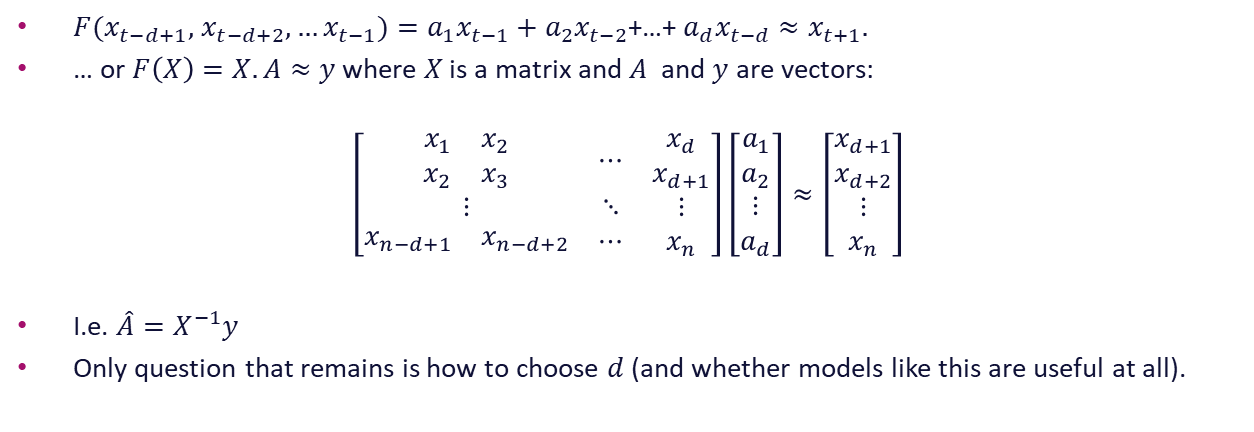 • F(x_{t−d+1}, x_{t−d+2}, … x_{t−1}) = a_1x_{t−1} + a_2x_{t−2}+…+ a_dx_{t−d} ≈ x_{t+1}.
• … or F(X) = X. A ≈ y where X is a matrix and A and y are vectors:
[x_1 x_2 ⋯ x_d] [a_1] [x_{d+1}]
[x_2 x_3 x_{d+1}] [a_2] ≈ [x_{d+2}]
[⋮ ⋱ ⋮] [⋮] [⋮]
[x_{n−d+1} x_{n−d+2} ⋯ x_n] [a_d] [x_n]
• I.e. Â = X^{−1}y
• Only question that remains is how to choose d (and whether models like this are useful at all).